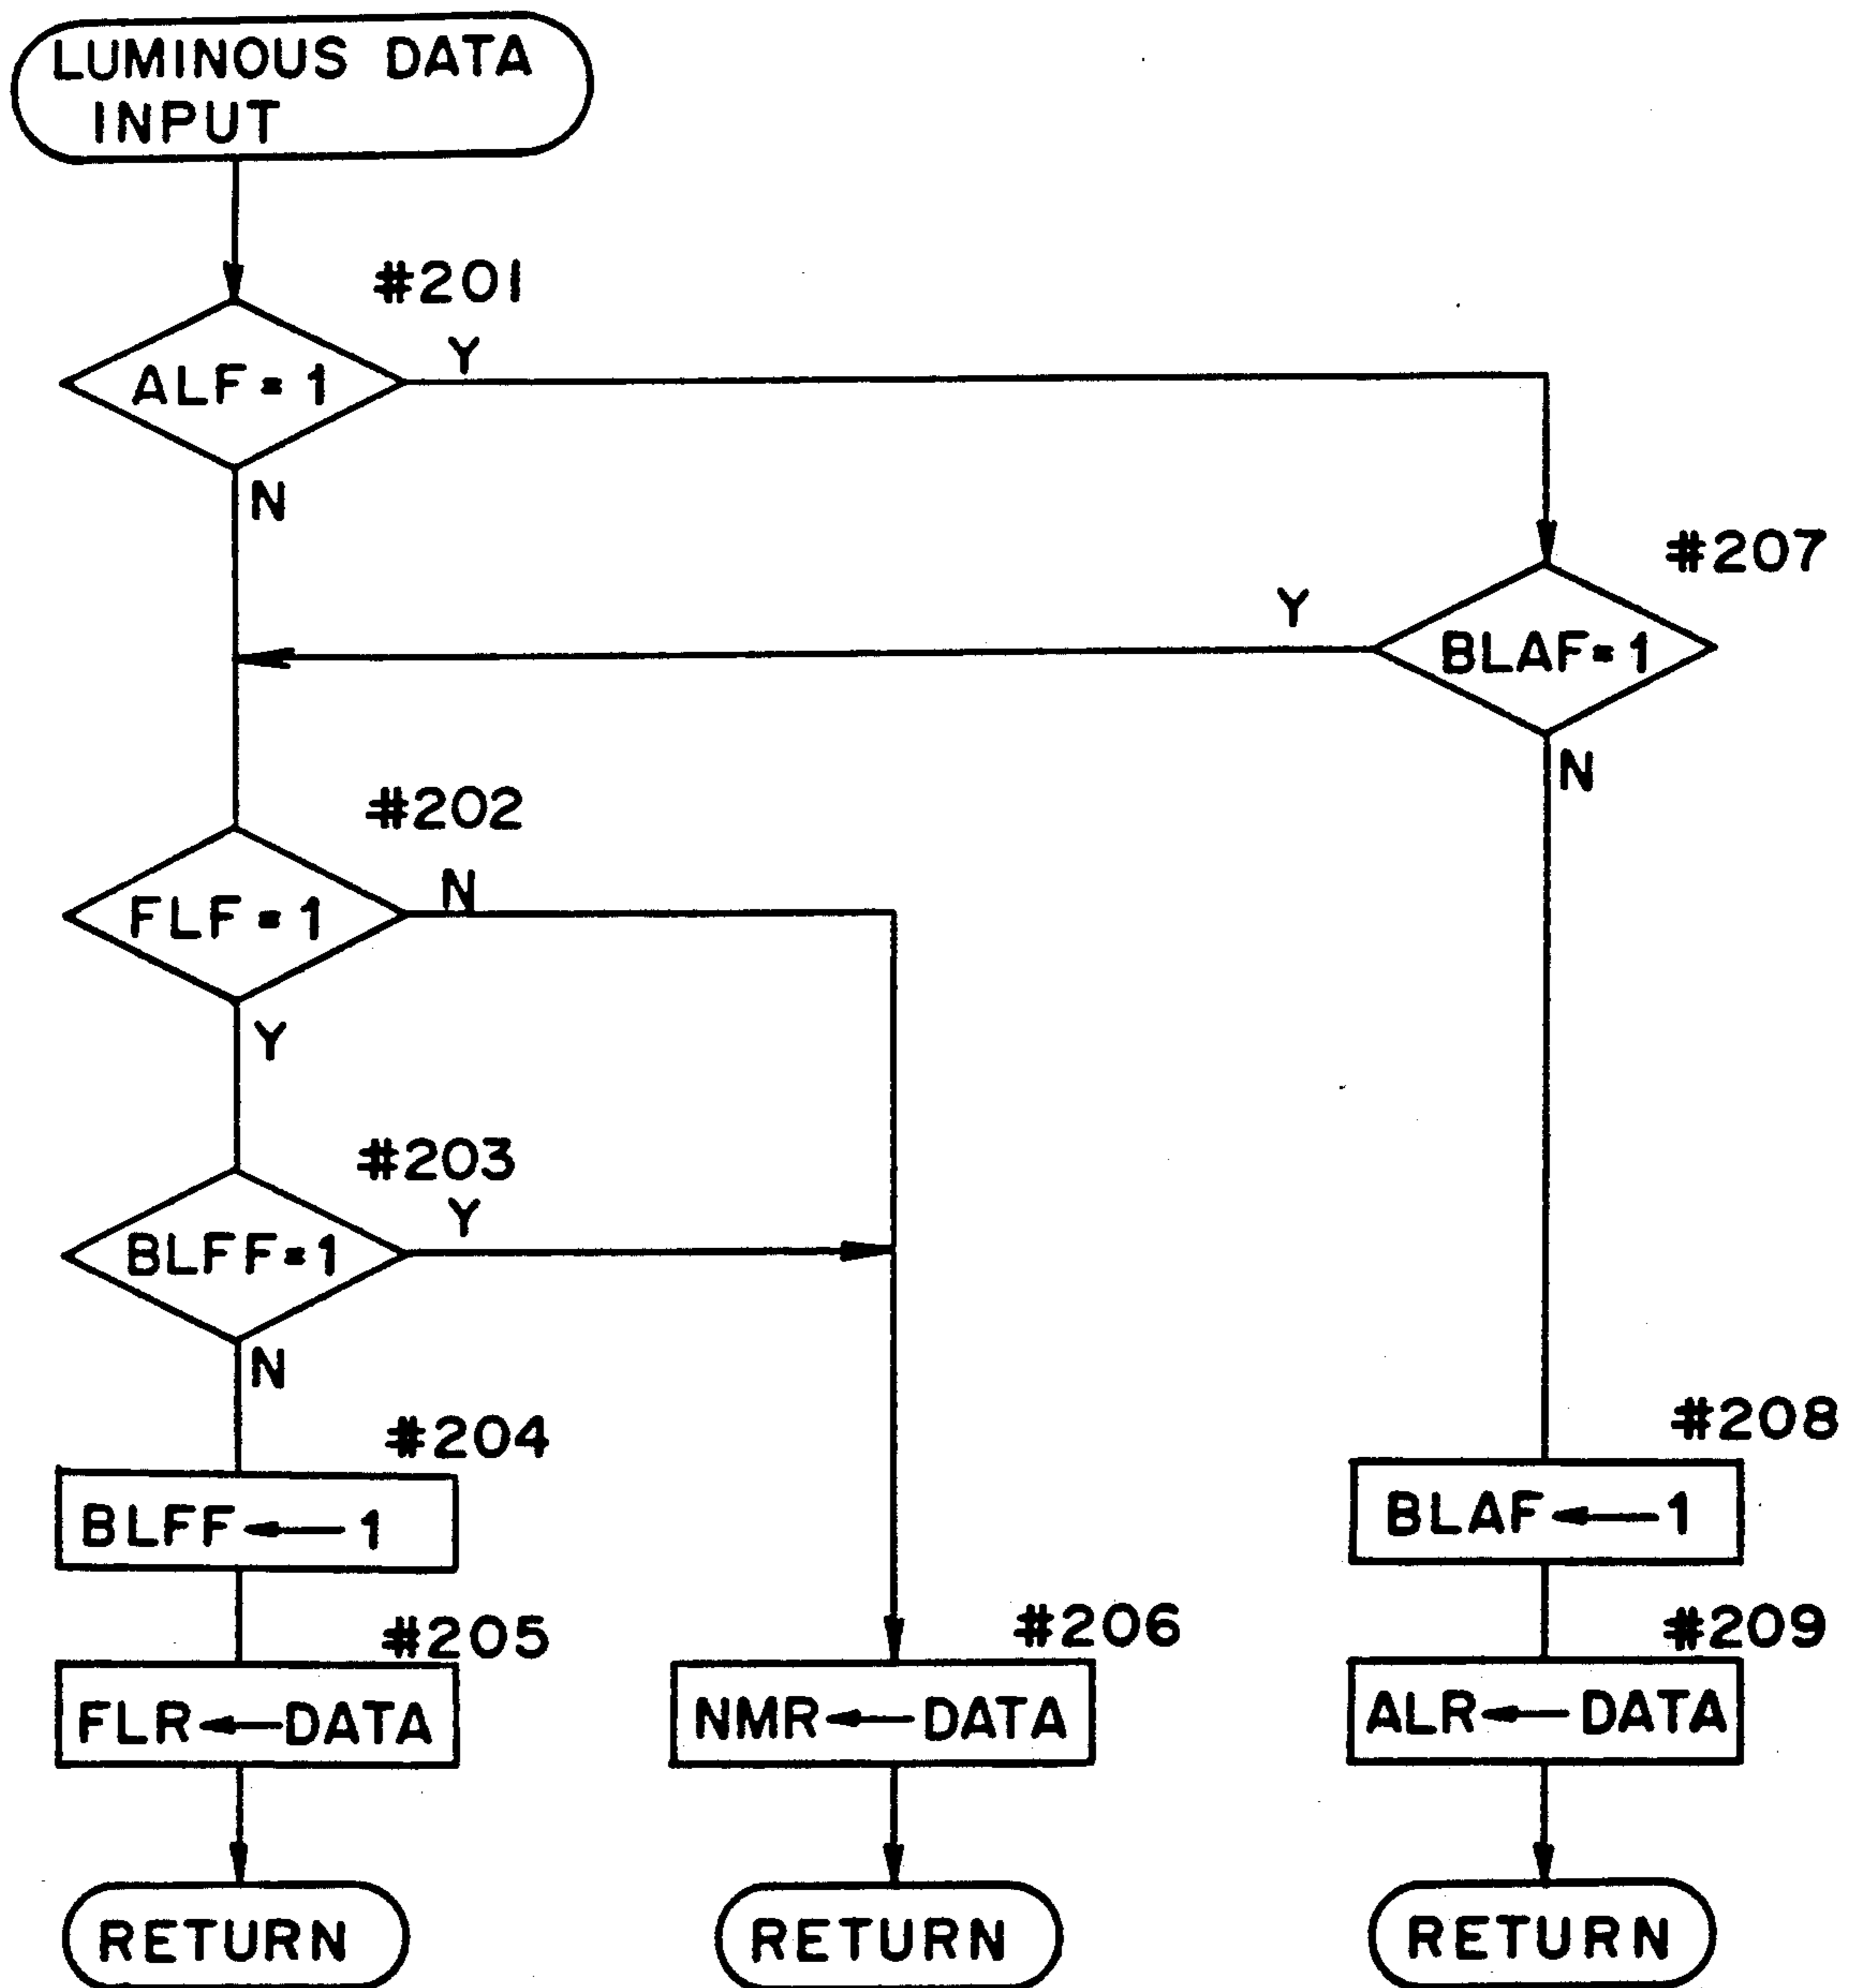 LUMINOUS DATA
INPUT
#201
ALF=1
Y
N
#207
BLAF=1
Y
N
#202
FLF=1
N
Y
#203
BLFF=1
Y
N
#204
BLFF←1
#205
FLR←DATA
RETURN
#206
NMR←DATA
RETURN
#208
BLAF←1
#209
ALR←DATA
RETURN